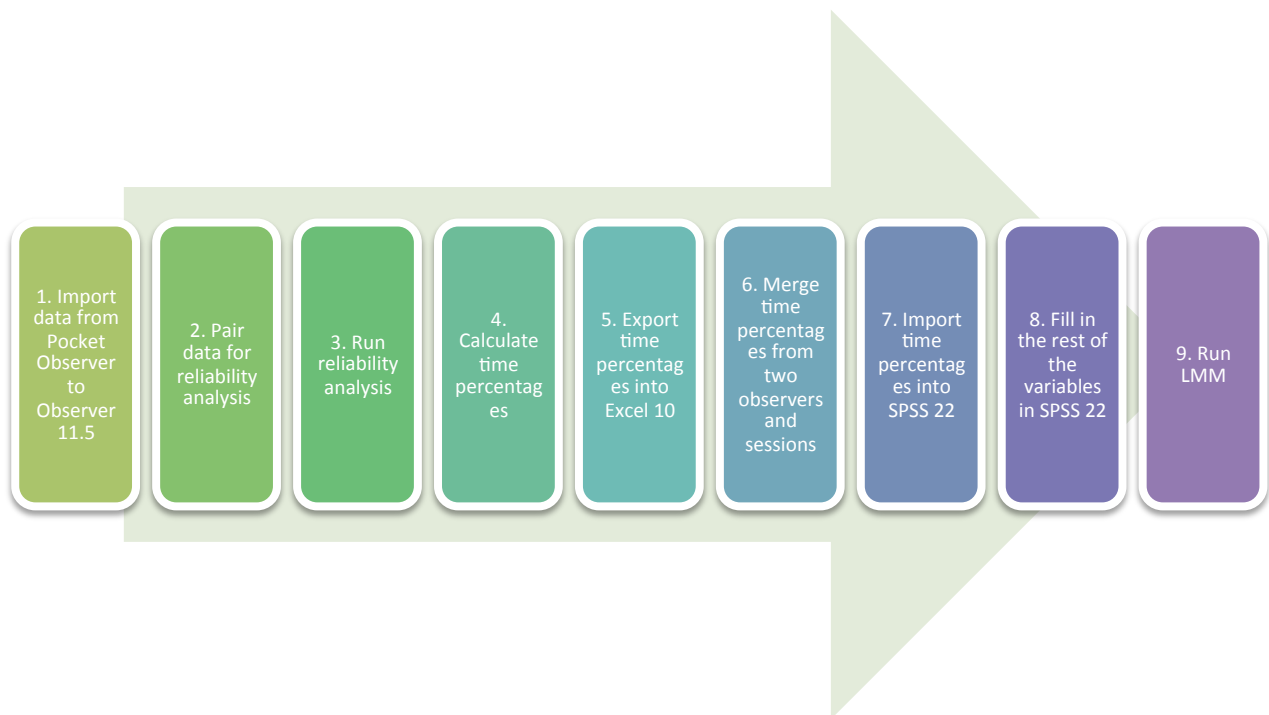 1. Import
data from
Pocket
Observer
to
Observer
11.5
2. Pair
data for
reliability
analysis
3. Run
reliability
analysis
4.
Calculate
time
percentag
es
5. Export
time
percentag
es into
Excel 10
6. Merge
time
percentag
es from
two
observers
and
sessions
7. Import
time
percentag
es into
SPSS 22
8. Fill in
the rest of
the
variables
in SPSS 22
9. Run
LMM